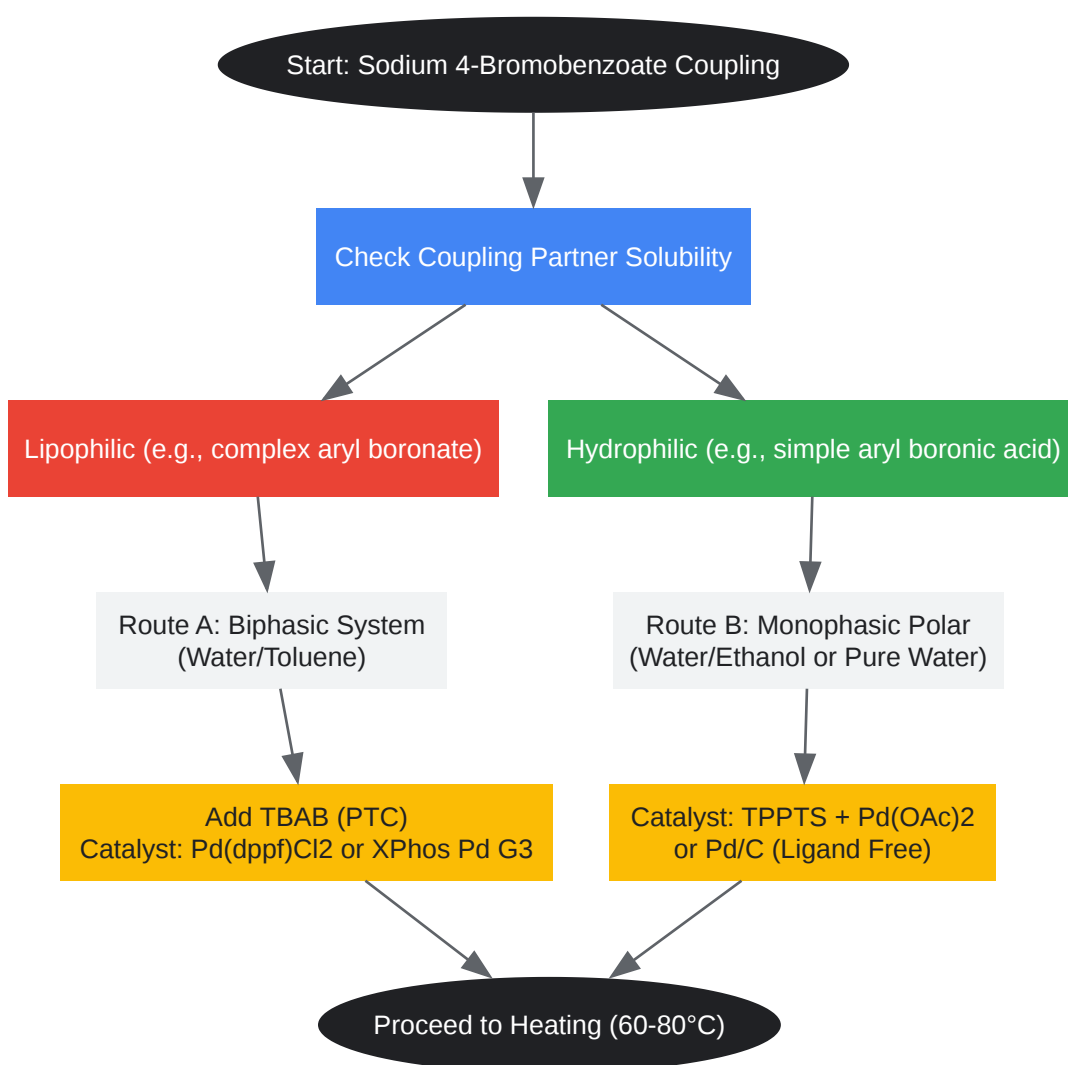 Start: Sodium 4-Bromobenzoate Coupling
Check Coupling Partner Solubility
Lipophilic (e.g., complex aryl boronate)
Hydrophilic (e.g., simple aryl boronic acid)
Route A: Biphasic System
(Water/Toluene)
Route B: Monophasic Polar
(Water/Ethanol or Pure Water)
Add TBAB (PTC)
Catalyst: Pd(dppf)Cl2 or XPhos Pd G3
Catalyst: TPPTS + Pd(OAc)2
or Pd/C (Ligand Free)
Proceed to Heating (60-80°C)